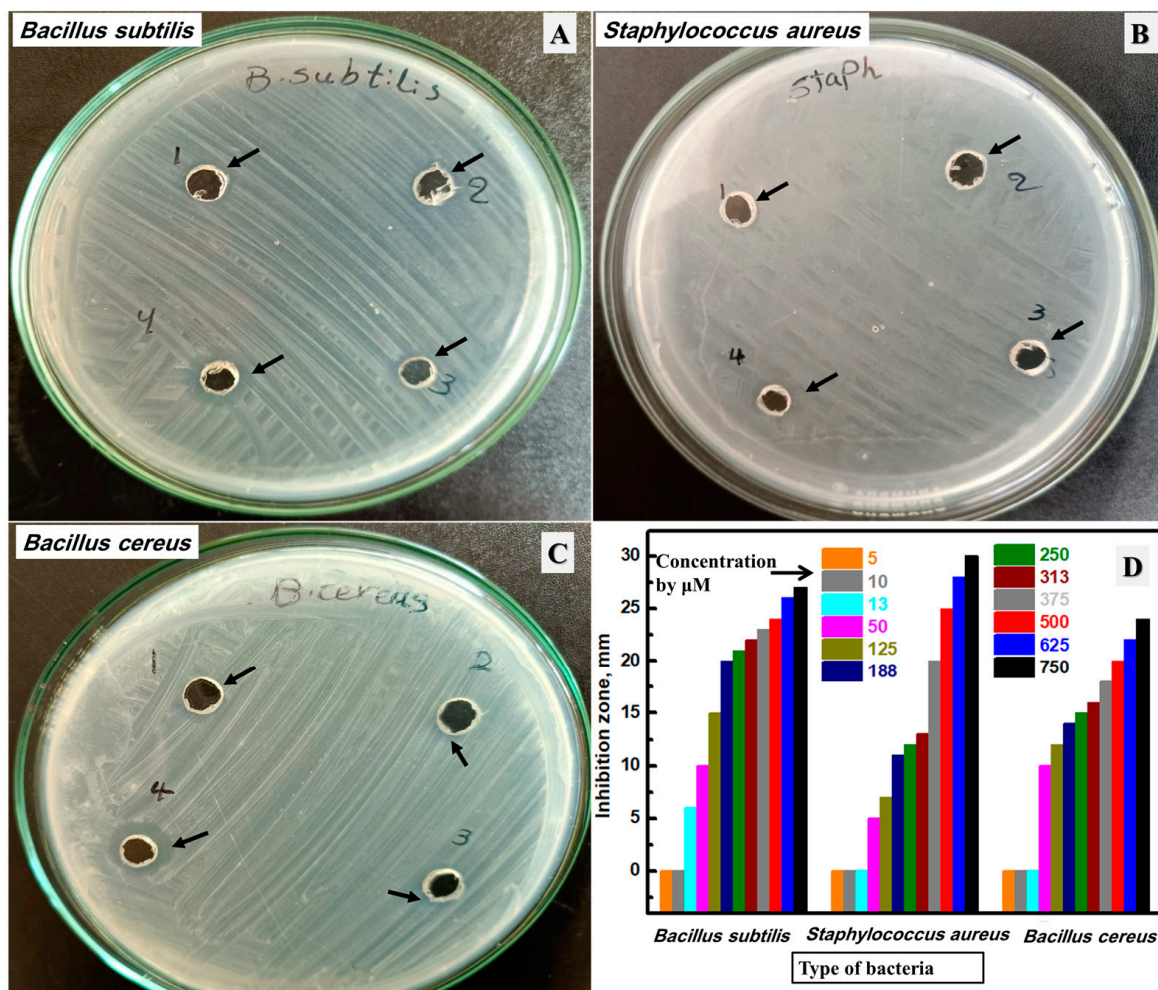 Bacillus subtilis
A
B. subtilis
1
2
4
3
Staphylococcus aureus
B
Staph
1
2
3
4
Bacillus cereus
C
B.cereus
1
2
4
3
D
Concentration
by µM
5
10
13
50
125
188
250
313
375
500
625
750
Inhibition zone, mm
30
25
20
15
10
5
0
Bacillus subtilis
Staphylococcus aureus
Bacillus cereus
Type of bacteria